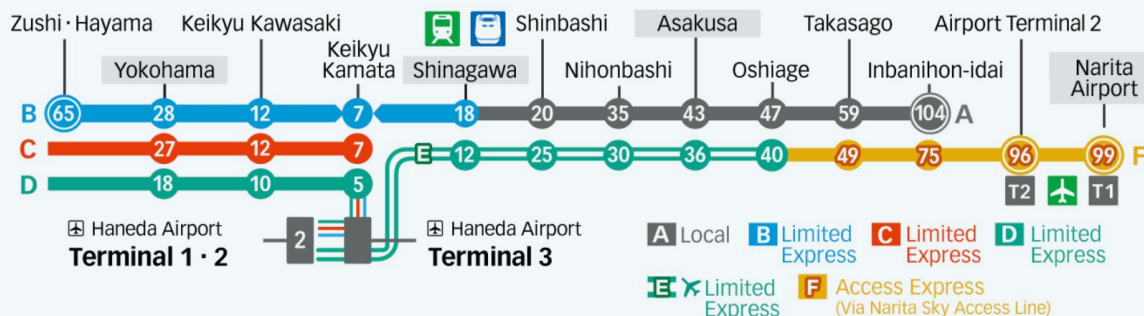 Zushi · Hayama
Keikyu Kawasaki
Shinbashi
Asakusa
Takasago
Airport Terminal 2
Yokohama
Keikyu
Kamata
Shinagawa
Nihonbashi
Oshiage
Inbanihon-idai
Narita
Airport
B 65 28 12 7 18 20 35 43 47 59 104 A
C 27 12 7 E 12 25 30 36 40 49 75 96 99 F
D 18 10 5
T2 T1
Haneda Airport
Terminal 1 · 2
2
Haneda Airport
Terminal 3
A Local
B Limited
Express
C Limited
Express
D Limited
Express
E Limited
Express
F Access Express
(Via Narita Sky Access Line)